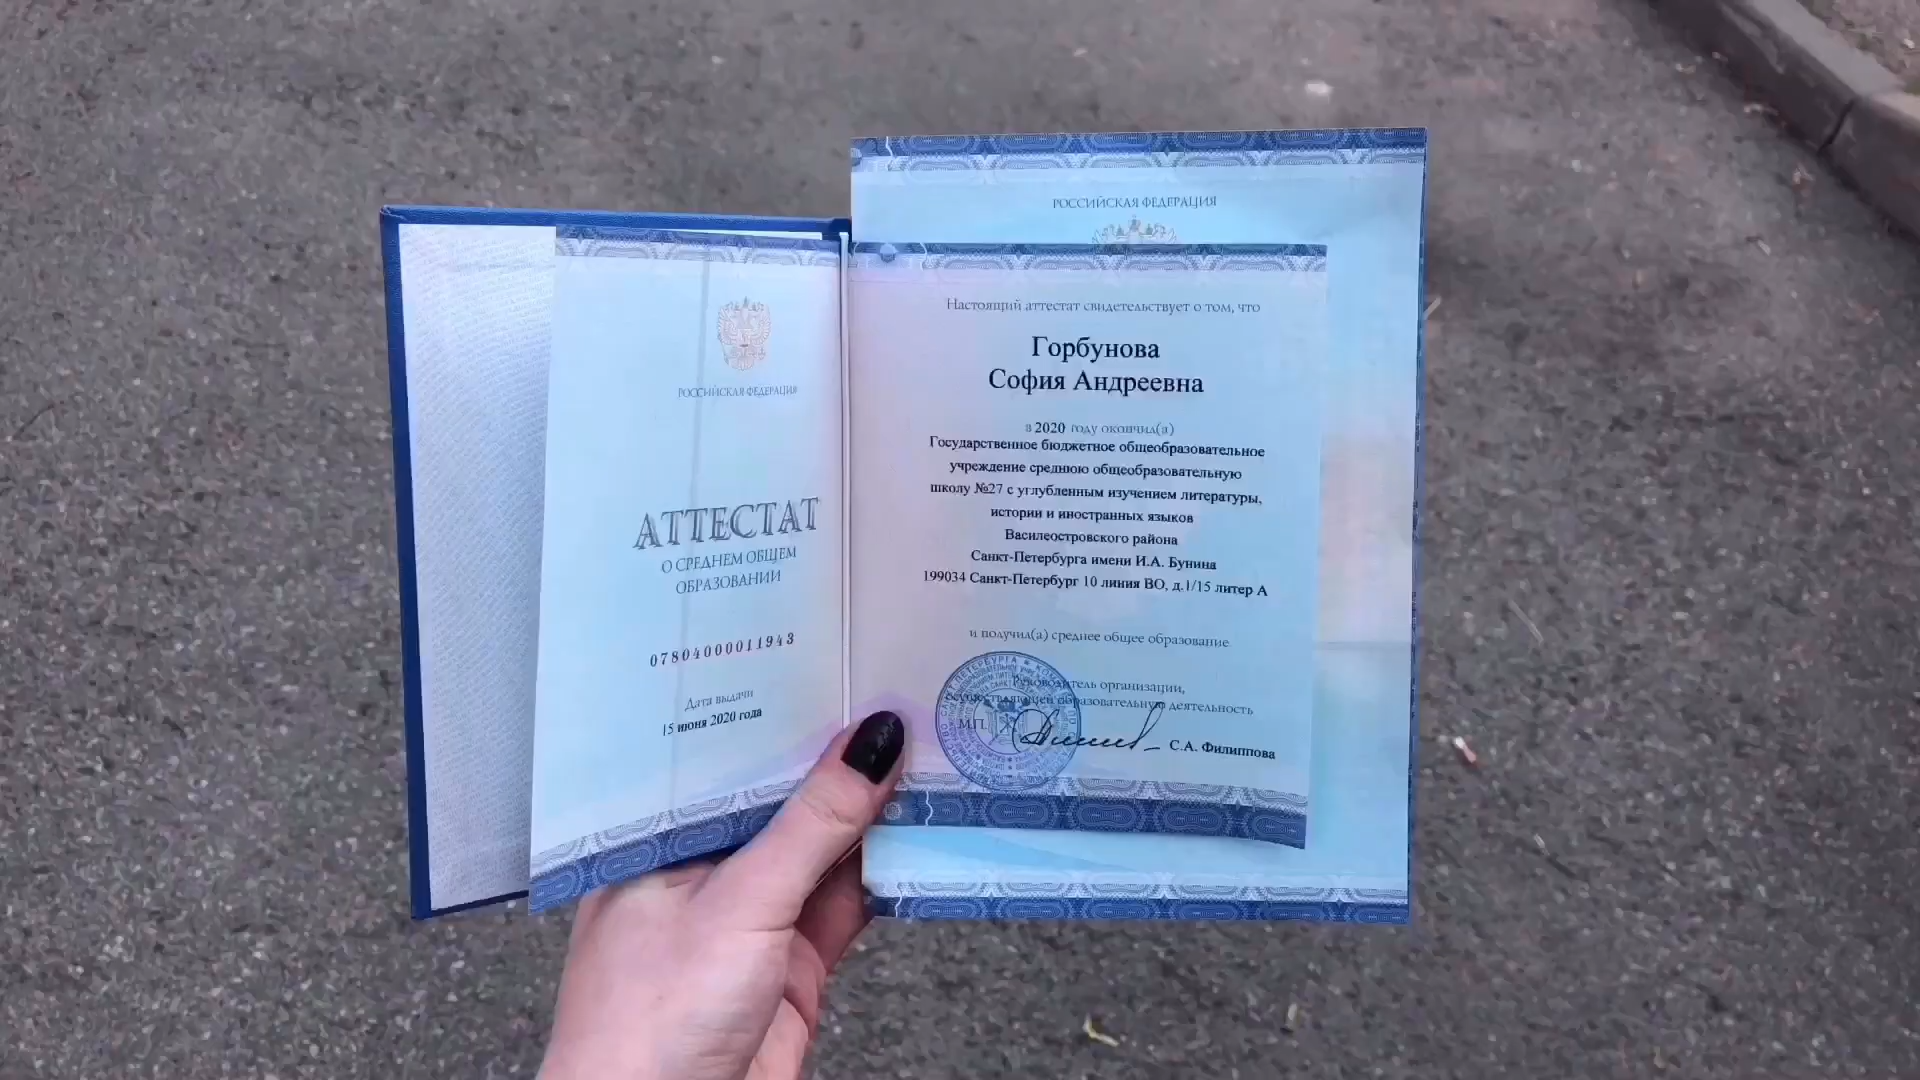 РОССИЙСКАЯ ФЕДЕРАЦИЯ
АТТЕСТАТ
О СРЕДНЕМ ОБЩЕМ
ОБРАЗОВАНИИ
07804000011943
Дата выдачи
15 июня 2020 года
РОССИЙСКАЯ ФЕДЕРАЦИЯ
Настоящий аттестат свидетельствует о том, что
Горбунова
София Андреевна
в 2020 году окончил(а)
Государственное бюджетное общеобразовательное
учреждение среднюю общеобразовательную
школу №27 с углубленным изучением литературы,
истории и иностранных языков
Василеостровского района
Санкт-Петербурга имени И.А. Бунина
199034 Санкт-Петербург 10 линия ВО, д.1/15 литер А
и получил(а) среднее общее образование
Руководитель организации,
осуществляющей образовательную деятельность
М.П.
С.А. Филиппова